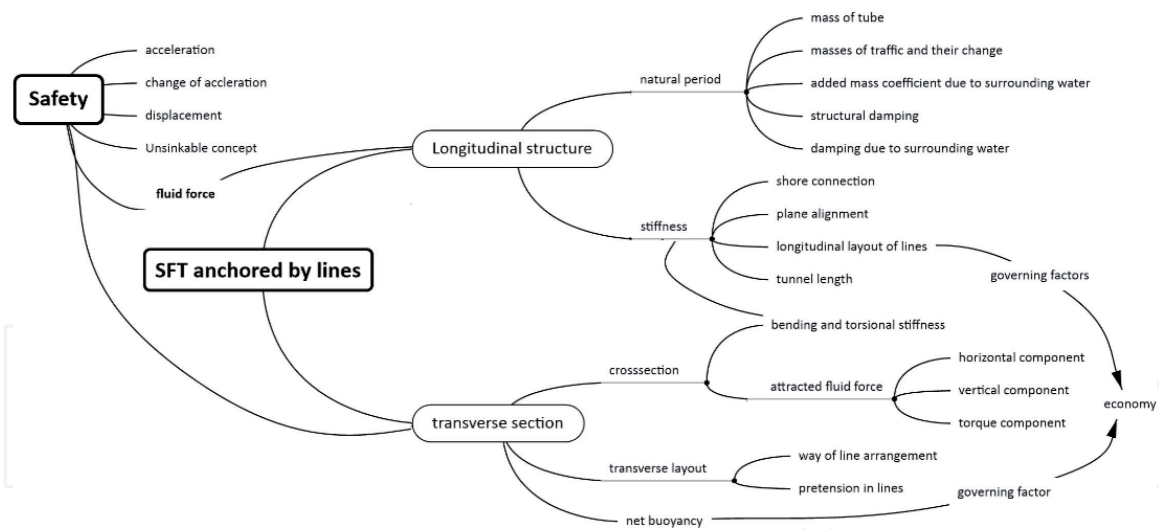 mass of tube
acceleration
masses of traffic and their change
natural period
change of accleration
added mass coefficient due to surrounding water
Safety
displacement
structural damping
Unsinkable concept
Longitudinal structure
damping due to surrounding water
fluid force
shore connection
plane alignment
stiffness
longitudinal layout of lines
SFT anchored by lines
governing factors
tunnel length
bending and torsional stiffness
horizontal component
crosssection
attracted fluid force
vertical component
economy
transverse section
torque component
way of line arrangement
transverse layout
pretension in lines
governing factor
net buoyancy